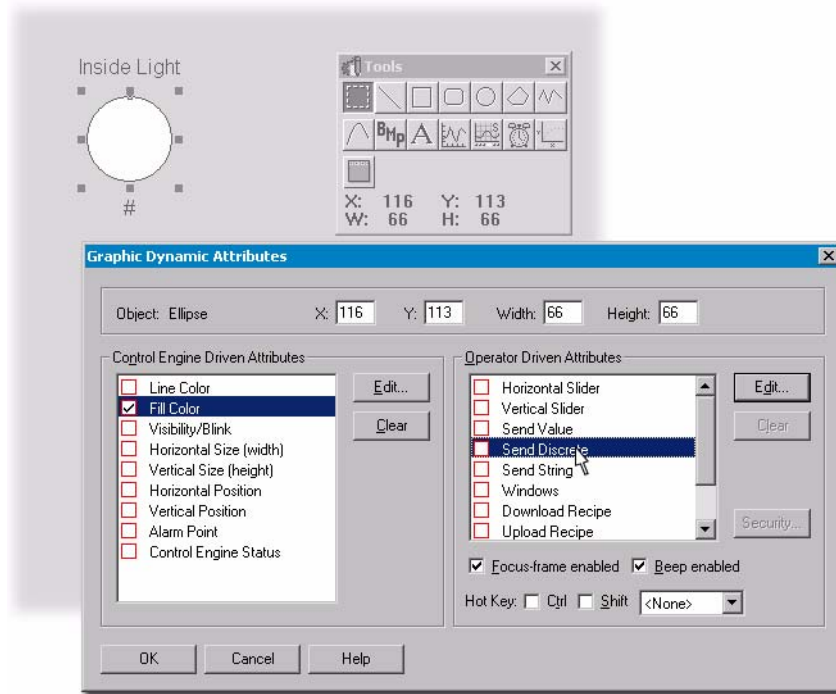 Inside Light
#
Tools
BMP A
X: 116 Y: 113
W: 66 H: 66
Graphic Dynamic Attributes
Object: Ellipse X: 116 Y: 113 Width: 66 Height: 66
Control Engine Driven Attributes
Line Color
Fill Color
Visibility/Blink
Horizontal Size (width)
Vertical Size (height)
Horizontal Position
Vertical Position
Alarm Point
Control Engine Status
Edit...
Clear
Operator Driven Attributes
Horizontal Slider
Vertical Slider
Send Value
Send Discrete
Send String
Windows
Download Recipe
Upload Recipe
Edit...
Clear
Security...
Focus-frame enabled Beep enabled
Hot Key: Ctrl Shift <None>
OK Cancel Help